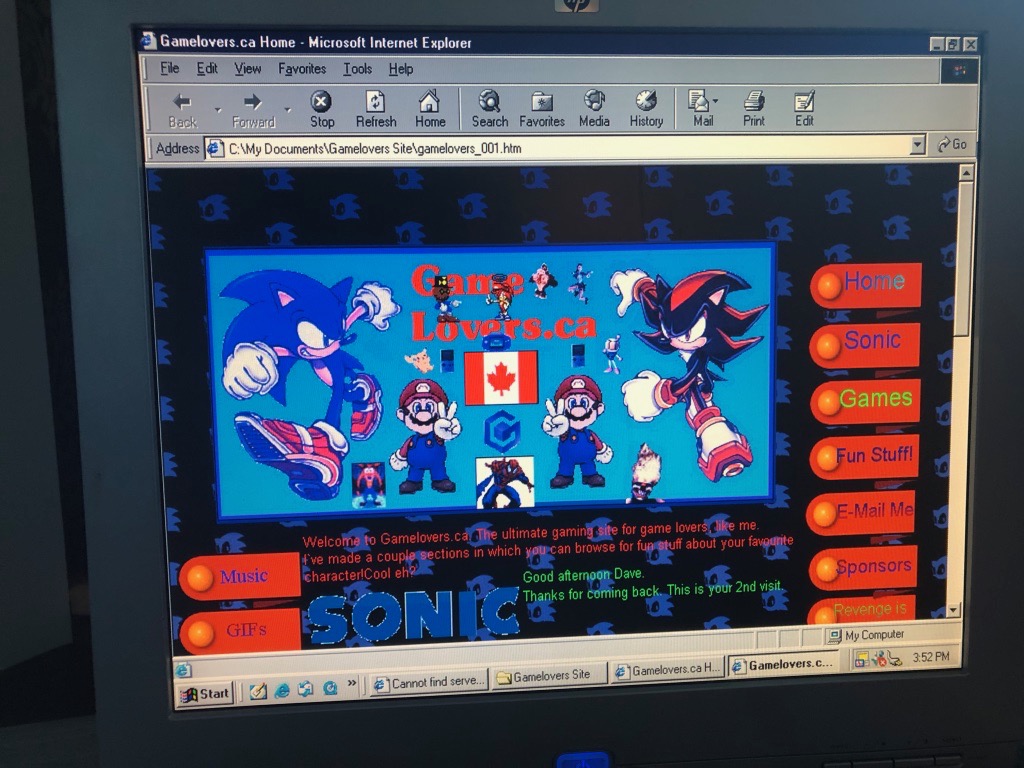 hp
Gamelovers.ca Home - Microsoft Internet Explorer
File Edit View Favorites Tools Help
Back Forward Stop Refresh Home Search Favorites Media History Mail Print Edit
Address C:\My Documents\Gamelovers Site\gamelovers_001.htm Go
Game
Lovers.ca
Home
Sonic
Games
Fun Stuff!
E-Mail Me
Sponsors
Revenge is
Welcome to Gamelovers.ca. The ultimate gaming site for game lovers, like me.
I've made a couple sections in which you can browse for fun stuff about your favourite
character!Cool eh?
Good afternoon Dave.
Thanks for coming back. This is your 2nd visit.
Music
GIFs
SONIC
My Computer
Start » Cannot find serve... Gamelovers Site Gamelovers.ca H... Gamelovers.c... 3:52 PM